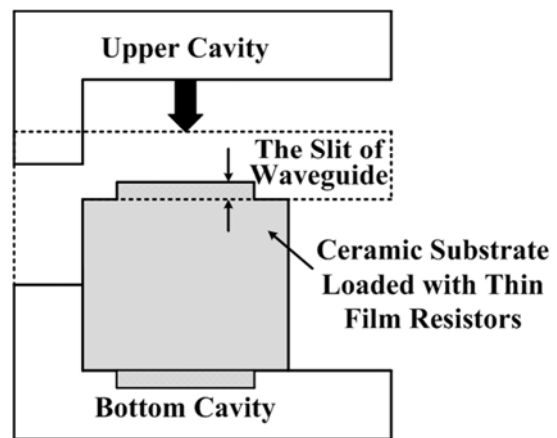 Upper Cavity
The Slit of
Waveguide
Ceramic Substrate
Loaded with Thin
Film Resistors
Bottom Cavity